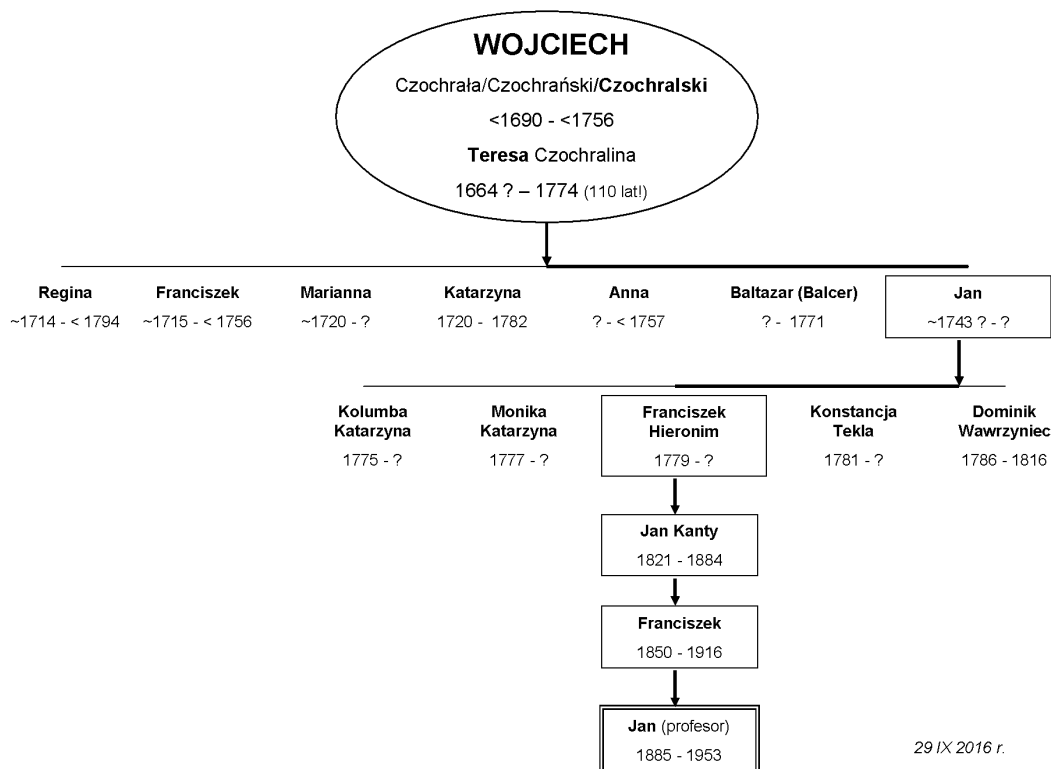 WOJCIECH
Czochrała/Czochrański/Czochralski
<1690 - <1756
Teresa Czochralina
1664 ? – 1774 (110 lat!)
Regina Franciszek Marianna Katarzyna Anna Baltazar (Balcer) Jan
~1714 - < 1794 ~1715 - < 1756 ~1720 - ? 1720 - 1782 ? - < 1757 ? - 1771 ~1743 ? - ?
Kolumba Monika Franciszek Konstancja Dominik
Katarzyna Katarzyna Hieronim Tekla Wawrzyniec
1775 - ? 1777 - ? 1779 - ? 1781 - ? 1786 - 1816
Jan Kanty
1821 - 1884
Franciszek
1850 - 1916
Jan (profesor)
1885 - 1953
29 IX 2016 r.